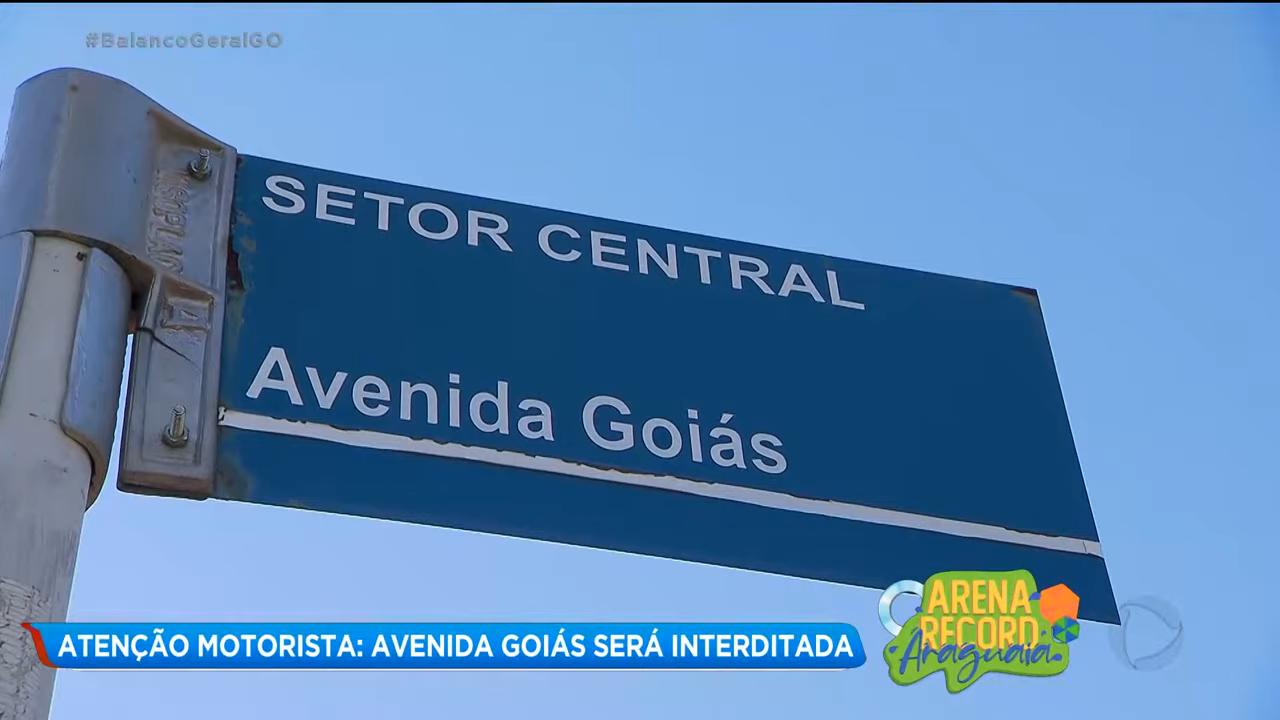 #BalancoGeralGO
SETOR CENTRAL
Avenida Goiás
ATENÇÃO MOTORISTA: AVENIDA GOIÁS SERÁ INTERDITADA
ARENA
RECORD
Araguaia